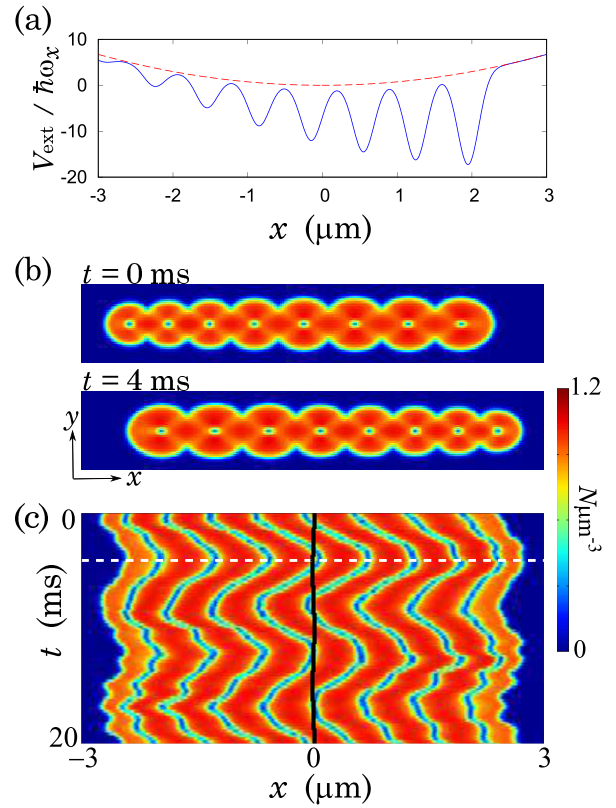 (a)
10
0
-10
-20
V_ext / ħω_x
-3 -2 -1 0 1 2 3
x (μm)
(b)
t = 0 ms
t = 4 ms
y
x
1.2
Nμm⁻³
0
(c)
0
t (ms)
20
−3 0 3
x (μm)